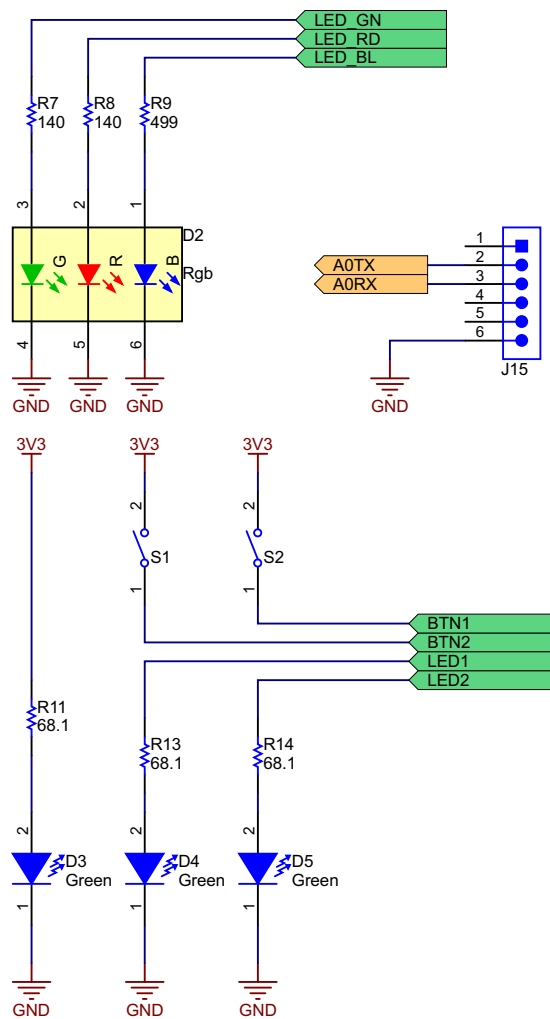 LED_GN
LED_RD
LED_BL
R7
140
R8
140
R9
499
3
2
1
D2
G
R
B
Rgb
4
5
6
GND
GND
GND
A0TX
A0RX
1
2
3
4
5
6
J15
GND
3V3
3V3
3V3
2
S1
1
2
S2
1
BTN1
BTN2
LED1
LED2
R11
68.1
R13
68.1
R14
68.1
2
D3
Green
1
2
D4
Green
1
2
D5
Green
1
GND
GND
GND